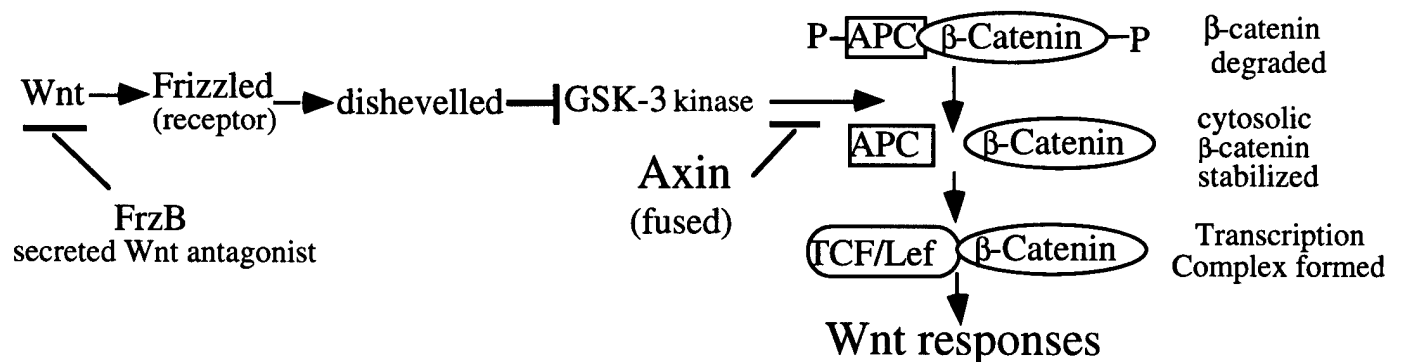 P-APC β-Catenin -P
β-catenin
degraded
Wnt
Frizzled
(receptor)
dishevelled
GSK-3 kinase
APC
β-Catenin
cytosolic
β-catenin
stabilized
Axin
(fused)
FrzB
secreted Wnt antagonist
TCF/Lef
β-Catenin
Transcription
Complex formed
Wnt responses